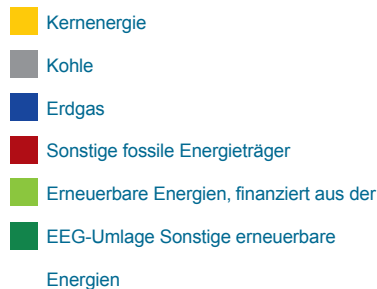 Kernenergie
Kohle
Erdgas
Sonstige fossile Energieträger
Erneuerbare Energien, finanziert aus der
EEG-Umlage Sonstige erneuerbare
Energien